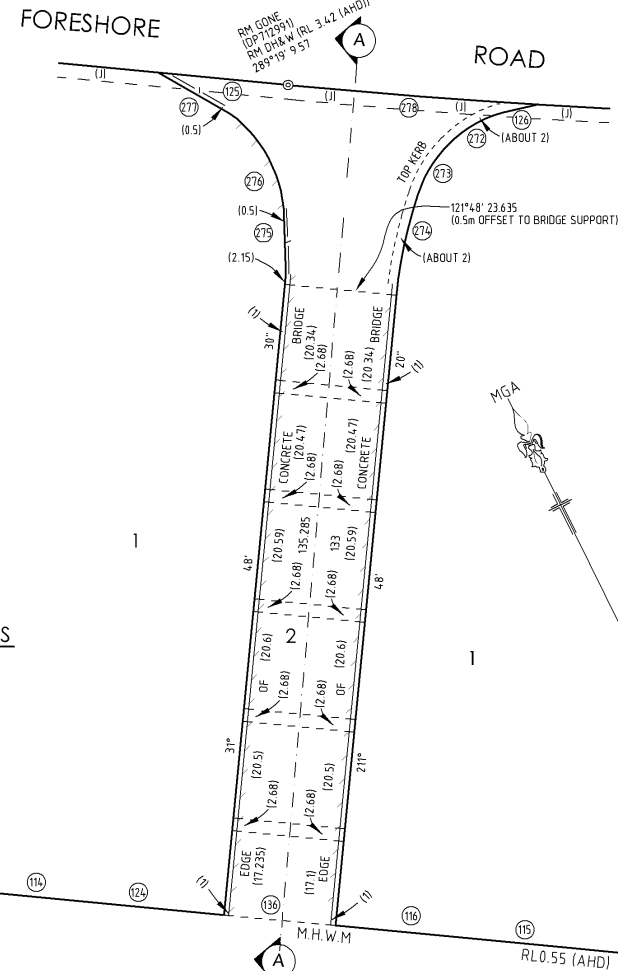 FORESHORE
RM GONE
(DP712991)
RM DH&W (RL 3.42 (AHD))
289°19' 9.57
A
ROAD
(J)
277
J
125
(J)
278
(J)
126
(J)
(0.5)
272
(ABOUT 2)
TOP KERB
273
276
(0.5)
121°48' 23.635
(0.5m OFFSET TO BRIDGE SUPPORT)
275
274
(2.15)
(ABOUT 2)
(1)
30"
BRIDGE
(20.34)
(2.68)
(2.68)
BRIDGE
(20.34)
20"
(1)
MGA
CONCRETE
(20.47)
(2.68)
(2.68)
(20.47)
CONCRETE
1
48'
(20.59)
135.285
(2.68)
133
(20.59)
(2.68)
48'
S
2
(20.6)
OF
(2.68)
(20.6)
(2.68)
OF
1
31°
(20.5)
(2.68)
(20.5)
(2.68)
211°
EDGE
(17.235)
(17.1)
EDGE
(1)
(1)
114
124
136
116
115
M.H.W.M
RL0.55 (AHD)
A